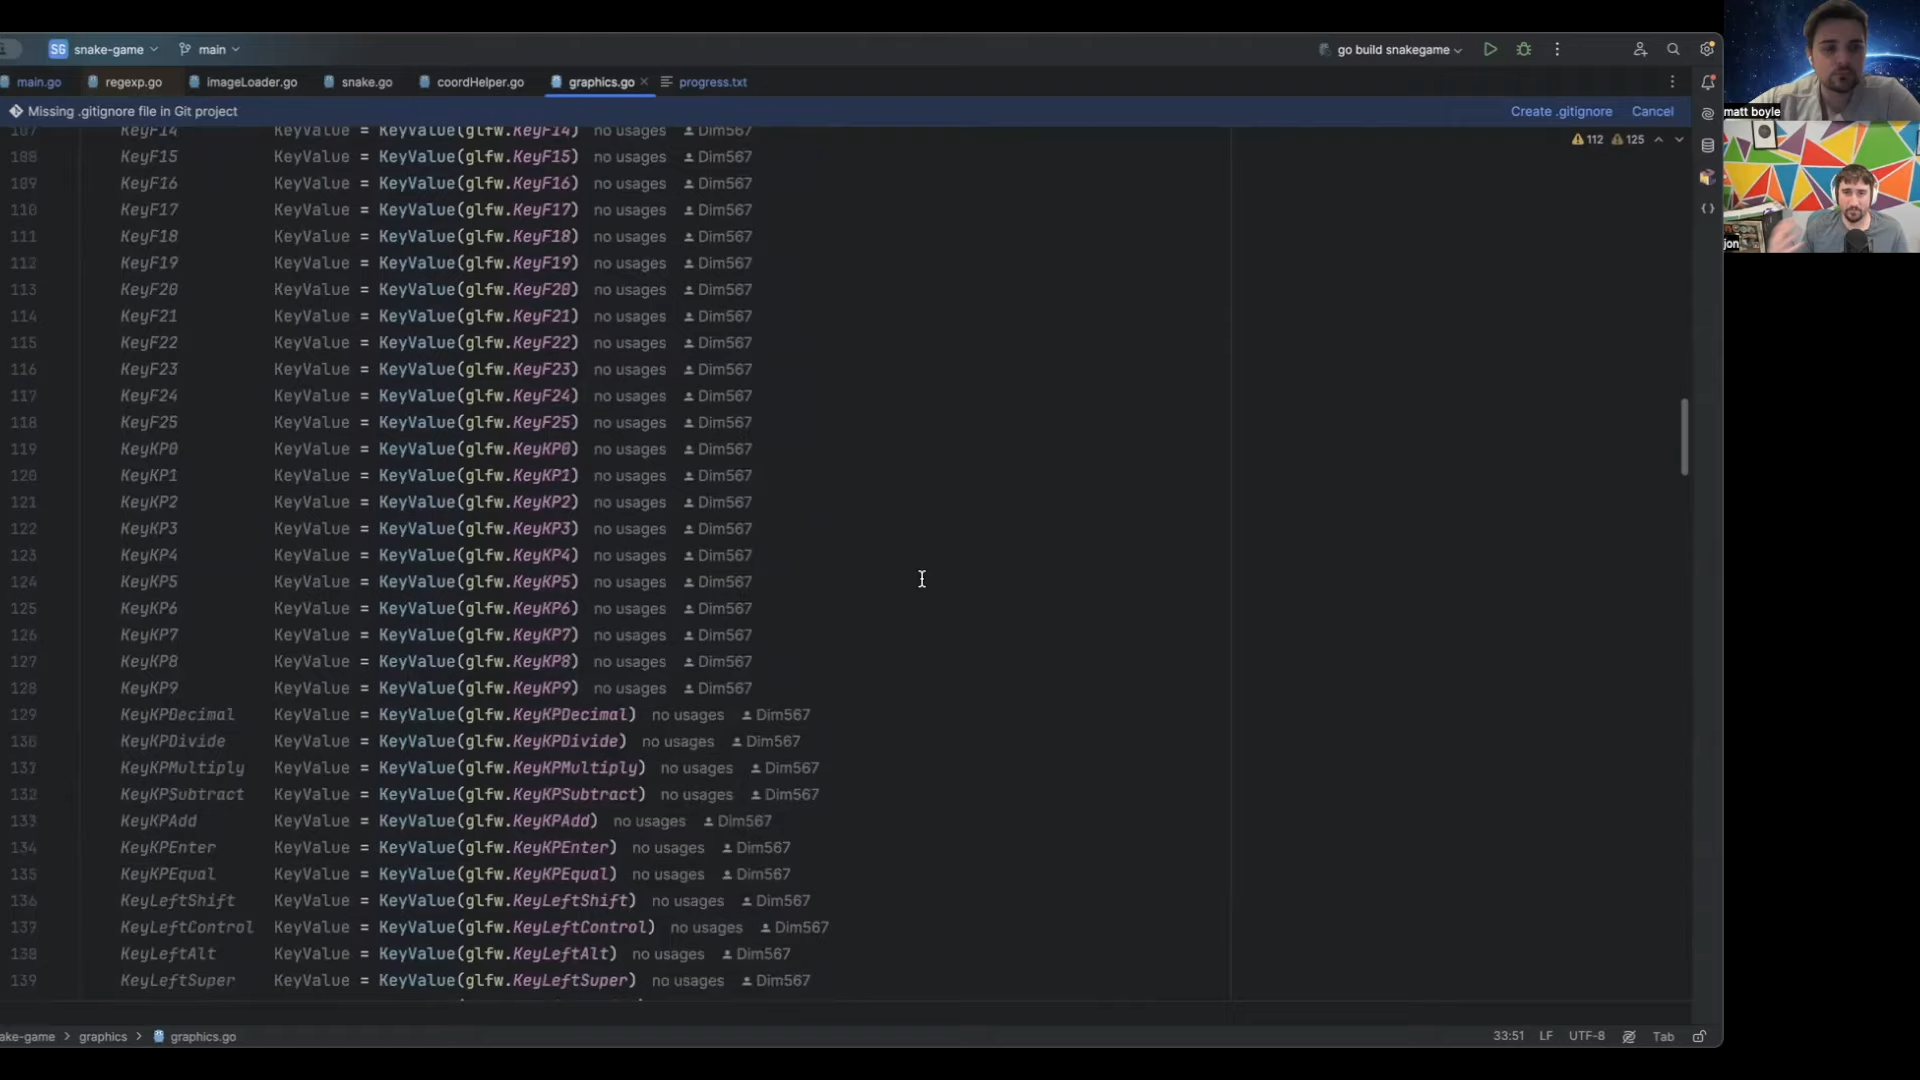 SG snake-game main go build snakegame
main.go regexp.go imageLoader.go snake.go coordHelper.go graphics.go progress.txt
Missing .gitignore file in Git project Create .gitignore Cancel
112 125
107 KeyF14 KeyValue = KeyValue(glfw.KeyF14) no usages Dim567
108 KeyF15 KeyValue = KeyValue(glfw.KeyF15) no usages Dim567
109 KeyF16 KeyValue = KeyValue(glfw.KeyF16) no usages Dim567
110 KeyF17 KeyValue = KeyValue(glfw.KeyF17) no usages Dim567
111 KeyF18 KeyValue = KeyValue(glfw.KeyF18) no usages Dim567
112 KeyF19 KeyValue = KeyValue(glfw.KeyF19) no usages Dim567
113 KeyF20 KeyValue = KeyValue(glfw.KeyF20) no usages Dim567
114 KeyF21 KeyValue = KeyValue(glfw.KeyF21) no usages Dim567
115 KeyF22 KeyValue = KeyValue(glfw.KeyF22) no usages Dim567
116 KeyF23 KeyValue = KeyValue(glfw.KeyF23) no usages Dim567
117 KeyF24 KeyValue = KeyValue(glfw.KeyF24) no usages Dim567
118 KeyF25 KeyValue = KeyValue(glfw.KeyF25) no usages Dim567
119 KeyKP0 KeyValue = KeyValue(glfw.KeyKP0) no usages Dim567
120 KeyKP1 KeyValue = KeyValue(glfw.KeyKP1) no usages Dim567
121 KeyKP2 KeyValue = KeyValue(glfw.KeyKP2) no usages Dim567
122 KeyKP3 KeyValue = KeyValue(glfw.KeyKP3) no usages Dim567
123 KeyKP4 KeyValue = KeyValue(glfw.KeyKP4) no usages Dim567
124 KeyKP5 KeyValue = KeyValue(glfw.KeyKP5) no usages Dim567
125 KeyKP6 KeyValue = KeyValue(glfw.KeyKP6) no usages Dim567
126 KeyKP7 KeyValue = KeyValue(glfw.KeyKP7) no usages Dim567
127 KeyKP8 KeyValue = KeyValue(glfw.KeyKP8) no usages Dim567
128 KeyKP9 KeyValue = KeyValue(glfw.KeyKP9) no usages Dim567
129 KeyKPDecimal KeyValue = KeyValue(glfw.KeyKPDecimal) no usages Dim567
130 KeyKPDivide KeyValue = KeyValue(glfw.KeyKPDivide) no usages Dim567
131 KeyKPMultiply KeyValue = KeyValue(glfw.KeyKPMultiply) no usages Dim567
132 KeyKPSubtract KeyValue = KeyValue(glfw.KeyKPSubtract) no usages Dim567
133 KeyKPAdd KeyValue = KeyValue(glfw.KeyKPAdd) no usages Dim567
134 KeyKPEnter KeyValue = KeyValue(glfw.KeyKPEnter) no usages Dim567
135 KeyKPEqual KeyValue = KeyValue(glfw.KeyKPEqual) no usages Dim567
136 KeyLeftShift KeyValue = KeyValue(glfw.KeyLeftShift) no usages Dim567
137 KeyLeftControl KeyValue = KeyValue(glfw.KeyLeftControl) no usages Dim567
138 KeyLeftAlt KeyValue = KeyValue(glfw.KeyLeftAlt) no usages Dim567
139 KeyLeftSuper KeyValue = KeyValue(glfw.KeyLeftSuper) no usages Dim567
ake-game > graphics > graphics.go 33:51 LF UTF-8 Tab
matt boyle
jon